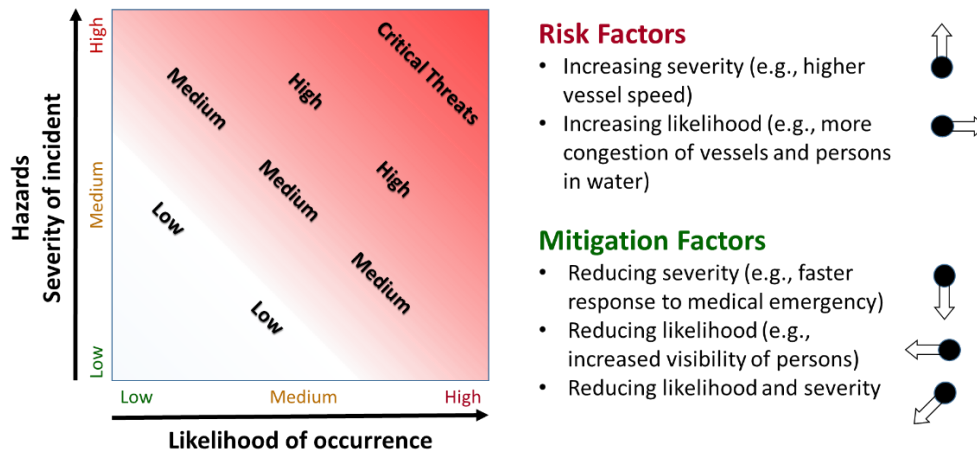 Hazards
Severity of incident
High
Medium
Low
Critical Threats
High
Medium
High
Medium
Low
Medium
Low
Low
Medium
High
Likelihood of occurrence
Risk Factors
• Increasing severity (e.g., higher
vessel speed)
• Increasing likelihood (e.g., more
congestion of vessels and persons
in water)
Mitigation Factors
• Reducing severity (e.g., faster
response to medical emergency)
• Reducing likelihood (e.g.,
increased visibility of persons)
• Reducing likelihood and severity